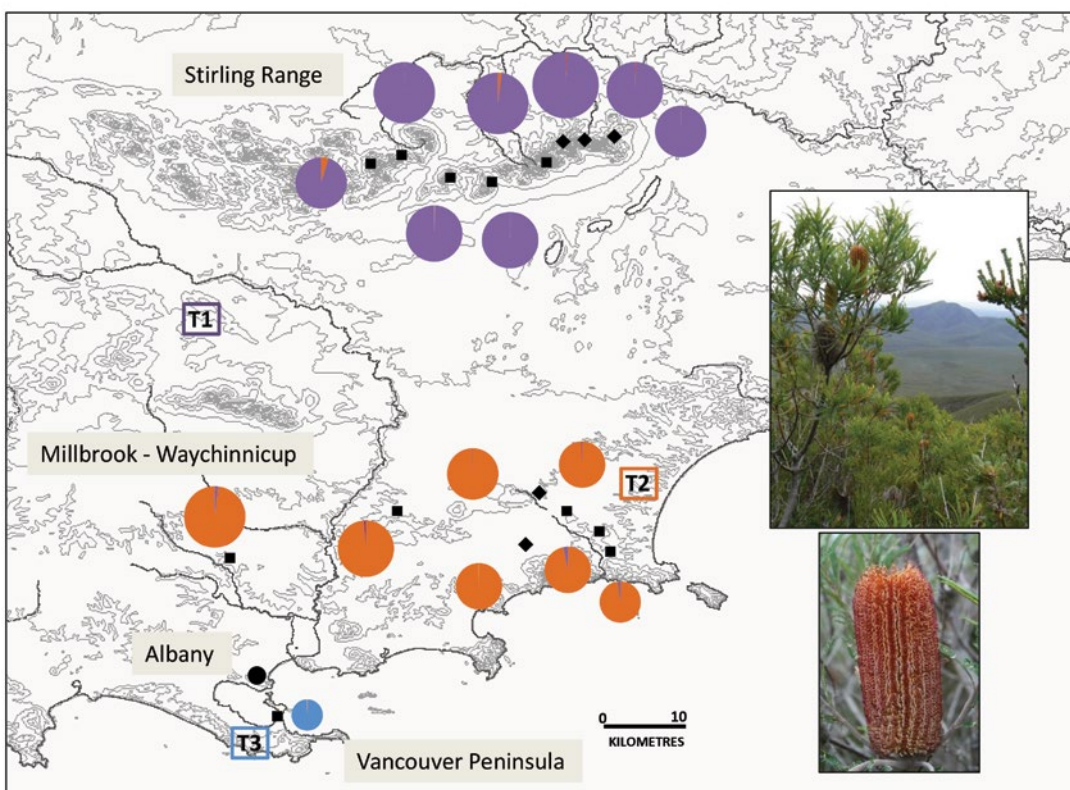 Stirling Range
T1
Millbrook - Waychinnicup
T2
Albany
T3
0 10
KILOMETRES
Vancouver Peninsula